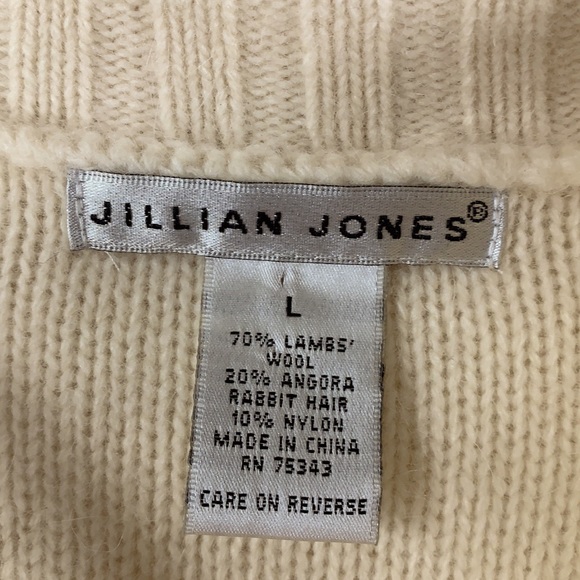 JILLIAN JONES®
L
70% LAMBS'
WOOL
20% ANGORA
RABBIT HAIR
10% NYLON
MADE IN CHINA
RN 75343
CARE ON REVERSE